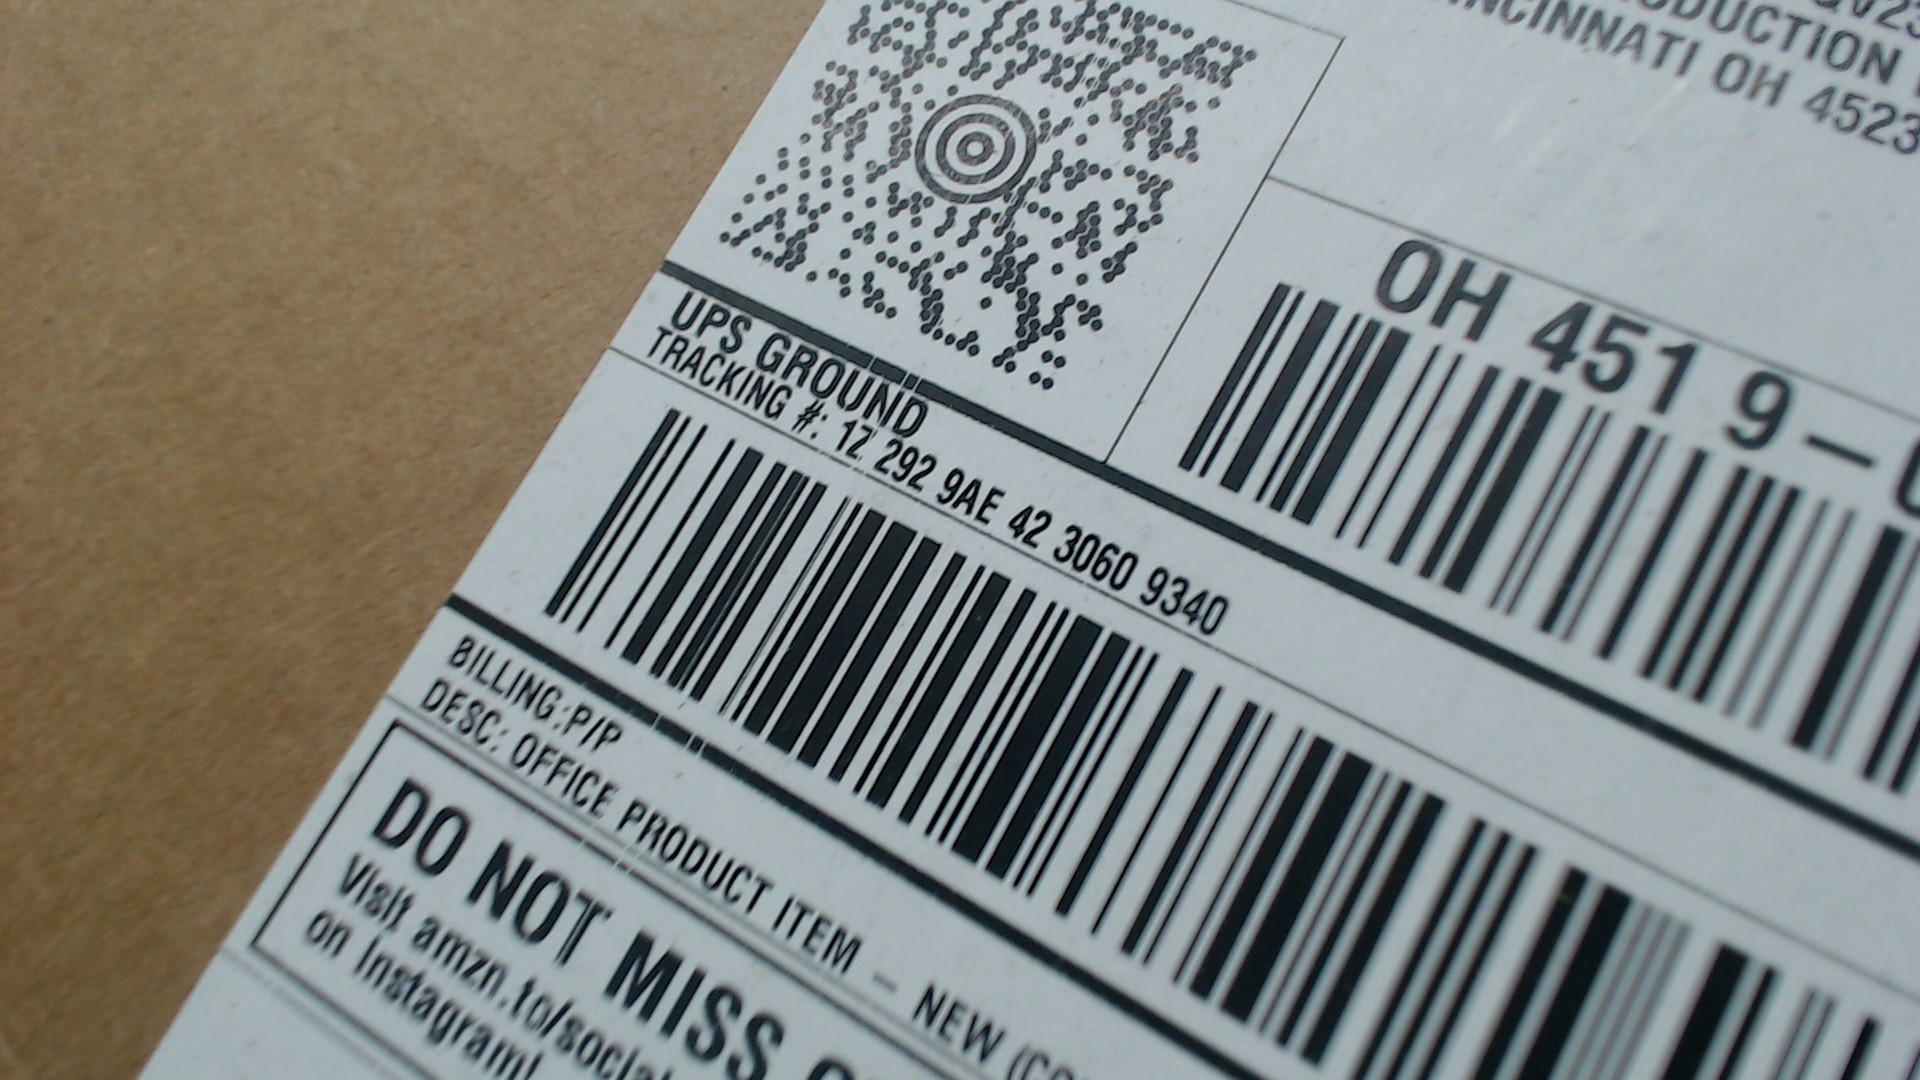 CINCINNATI OH 4523
OH 451 9-
UPS GROUND
TRACKING #: 1Z 292 9AE 42 3060 9340
BILLING:P/P
DESC: OFFICE PRODUCT ITEM - NEW
DO NOT MISS
Visit amzn.to/social
on Instagram!